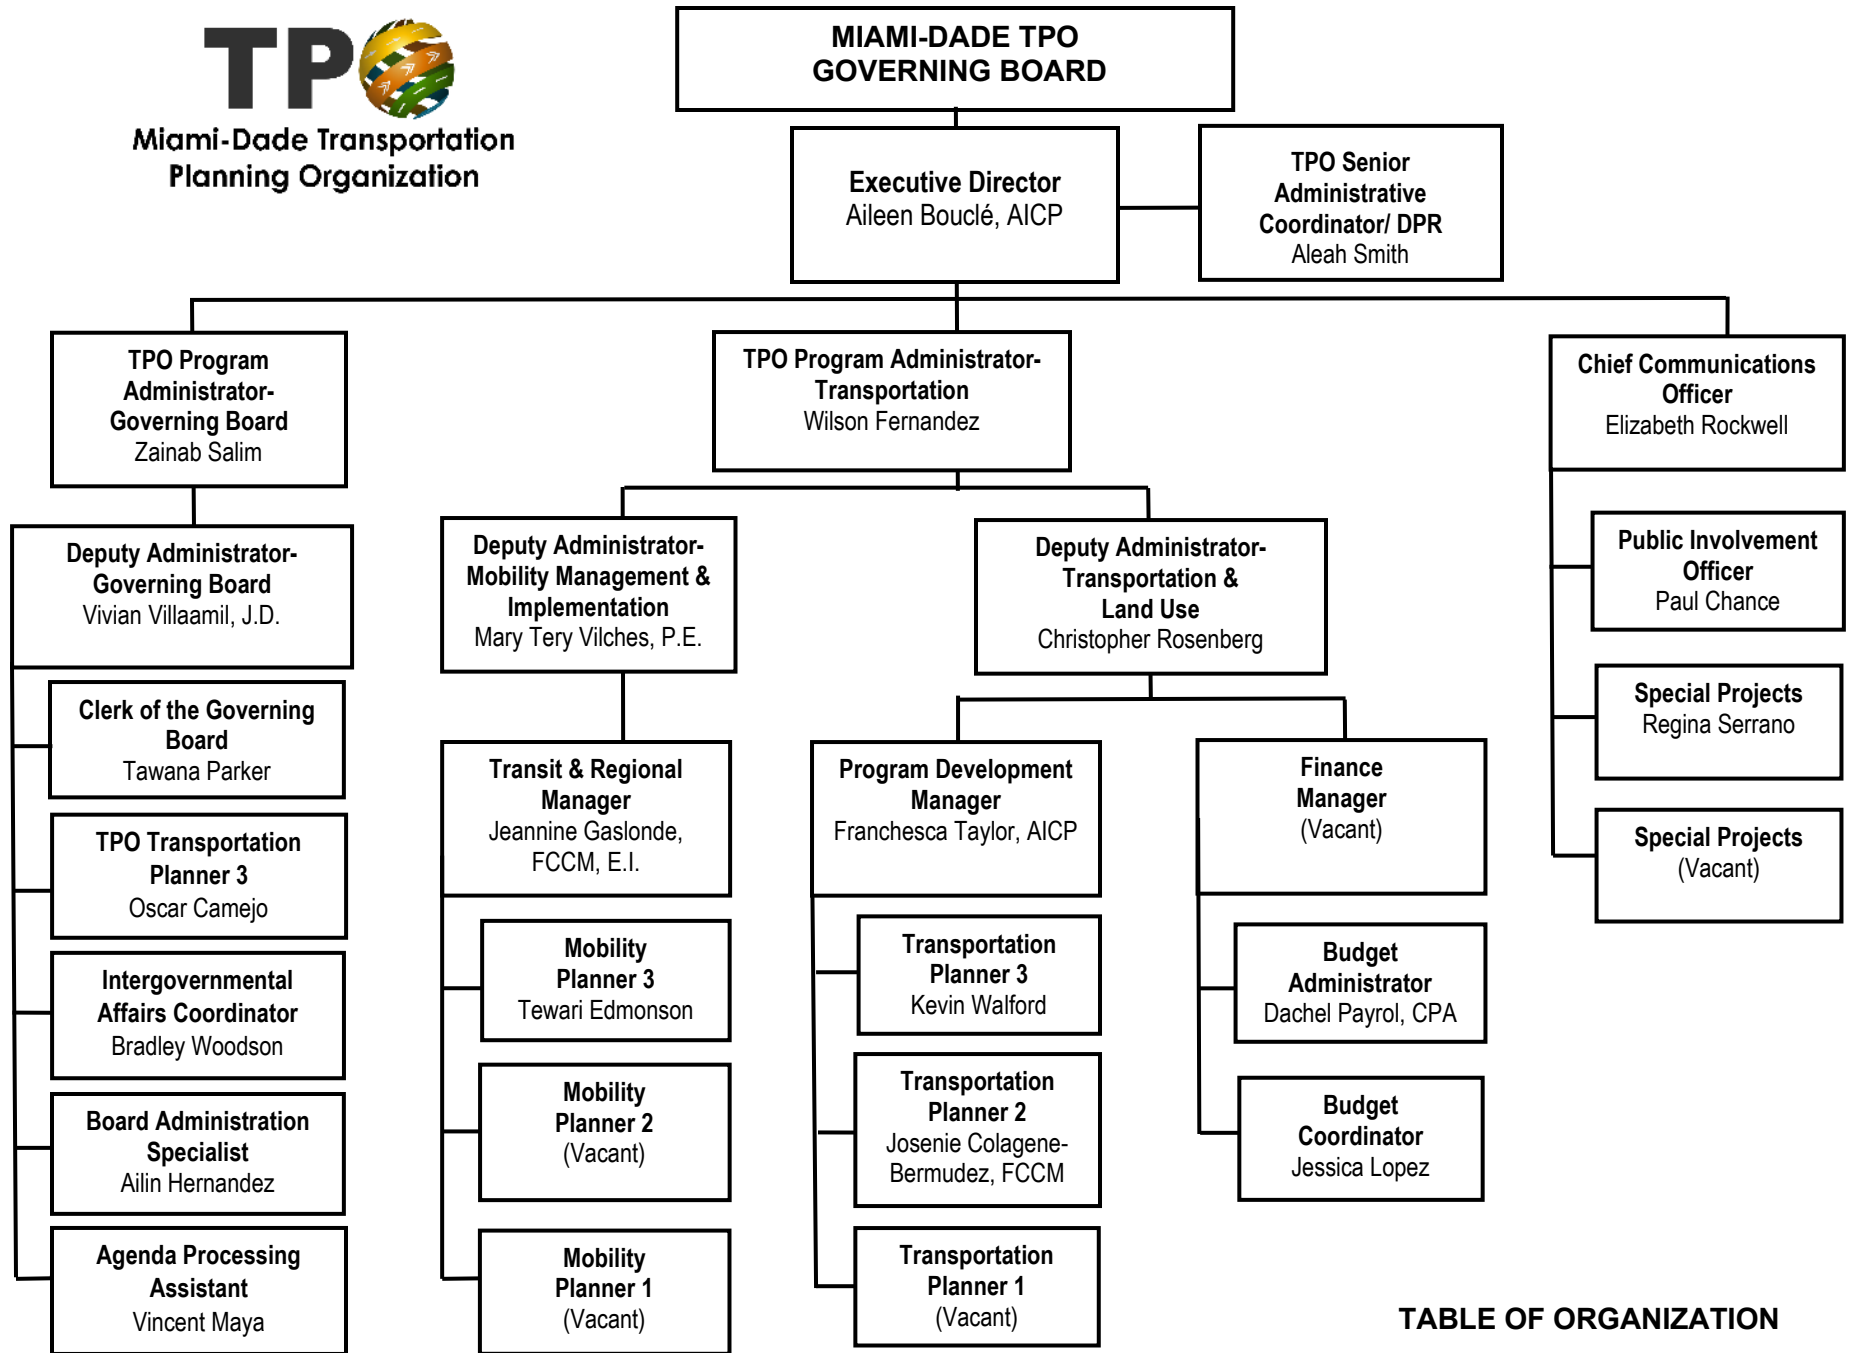 TPO
Miami-Dade Transportation
Planning Organization
MIAMI-DADE TPO
GOVERNING BOARD
Executive Director
Aileen Bouclé, AICP
TPO Senior
Administrative
Coordinator/ DPR
Aleah Smith
TPO Program
Administrator-
Governing Board
Zainab Salim
TPO Program Administrator-
Transportation
Wilson Fernandez
Chief Communications
Officer
Elizabeth Rockwell
Deputy Administrator-
Governing Board
Vivian Villaamil, J.D.
Clerk of the Governing
Board
Tawana Parker
TPO Transportation
Planner 3
Oscar Camejo
Intergovernmental
Affairs Coordinator
Bradley Woodson
Board Administration
Specialist
Ailin Hernandez
Agenda Processing
Assistant
Vincent Maya
Deputy Administrator-
Mobility Management &
Implementation
Mary Tery Vilches, P.E.
Transit & Regional
Manager
Jeannine Gaslonde,
FCCM, E.I.
Mobility
Planner 3
Tewari Edmonson
Mobility
Planner 2
(Vacant)
Mobility
Planner 1
(Vacant)
Deputy Administrator-
Transportation &
Land Use
Christopher Rosenberg
Program Development
Manager
Franchesca Taylor, AICP
Transportation
Planner 3
Kevin Walford
Transportation
Planner 2
Josenie Colagene-
Bermudez, FCCM
Transportation
Planner 1
(Vacant)
Finance
Manager
(Vacant)
Budget
Administrator
Dachel Payrol, CPA
Budget
Coordinator
Jessica Lopez
Public Involvement
Officer
Paul Chance
Special Projects
Regina Serrano
Special Projects
(Vacant)
TABLE OF ORGANIZATION